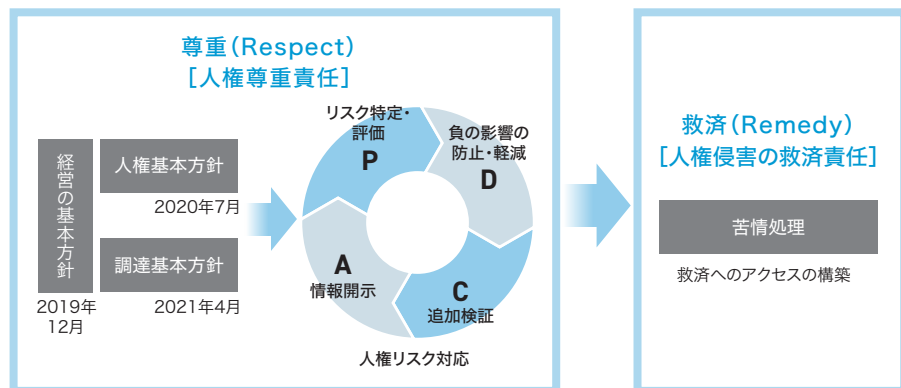 尊重(Respect)
[人権尊重責任]
経営の基本方針
2019年
12月
人権基本方針
2020年7月
調達基本方針
2021年4月
リスク特定・
評価
P
負の影響の
防止・軽減
D
C
追加検証
A
情報開示
人権リスク対応
救済(Remedy)
[人権侵害の救済責任]
苦情処理
救済へのアクセスの構築